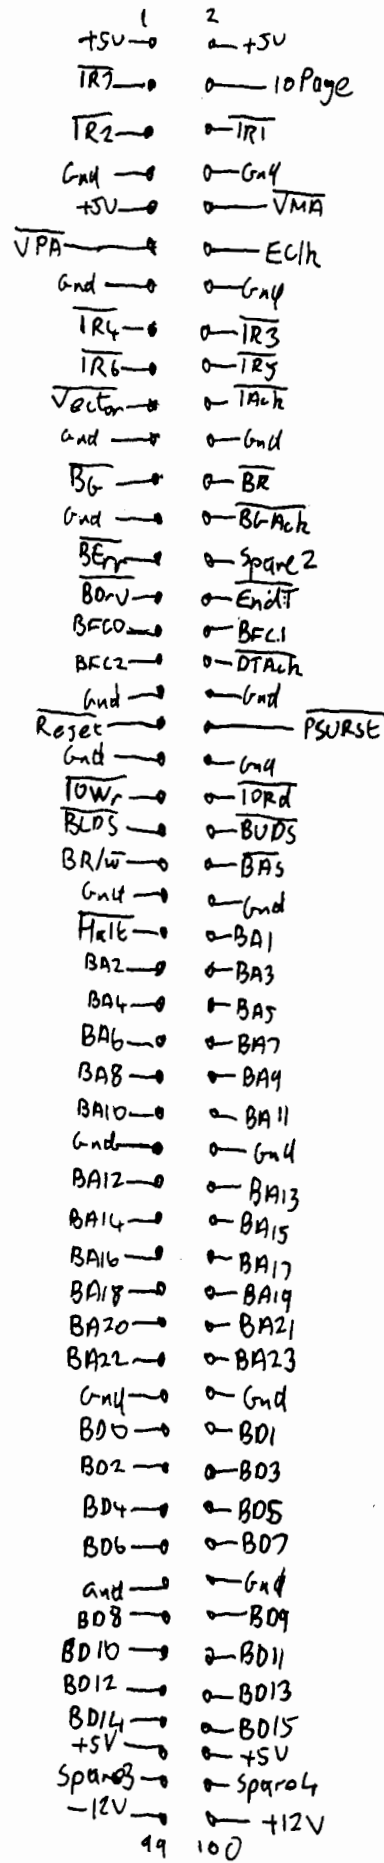 1 2
+5V +5V
IR7 IOPage
IR2 IR1
Gnd Gnd
+5V VMA
VPA EClk
Gnd Gnd
IR4 IR3
IR6 IR5
Vector IAck
Gnd Gnd
BG BR
Gnd BGAck
BErr Spare2
BDrV EndT
BFC0 BFC1
BFC2 DTAck
Gnd Gnd
Reset PSURST
Gnd Gnd
IOWr IORd
BLDS BUDS
BR/W BAS
Gnd Gnd
Halt BA1
BA2 BA3
BA4 BA5
BA6 BA7
BA8 BA9
BA10 BA11
Gnd Gnd
BA12 BA13
BA14 BA15
BA16 BA17
BA18 BA19
BA20 BA21
BA22 BA23
Gnd Gnd
BD0 BD1
BD2 BD3
BD4 BD5
BD6 BD7
Gnd Gnd
BD8 BD9
BD10 BD11
BD12 BD13
BD14 BD15
+5V +5V
Spare3 Spare4
-12V +12V
99 100